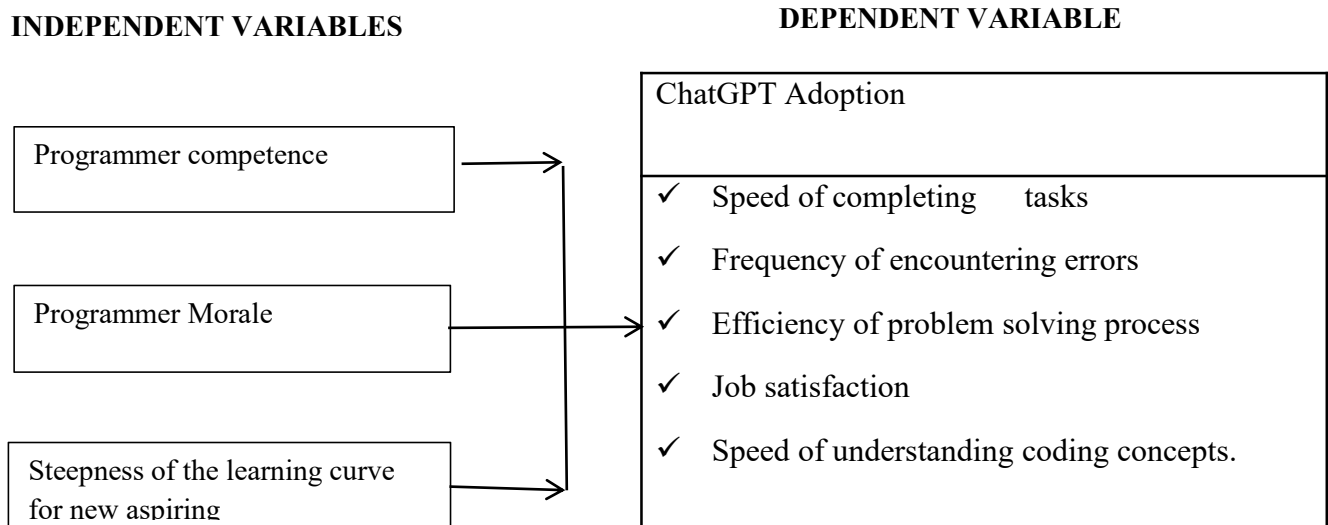 INDEPENDENT VARIABLES
DEPENDENT VARIABLE
Programmer competence
Programmer Morale
Steepness of the learning curve
for new aspiring
ChatGPT Adoption
✓ Speed of completing tasks
✓ Frequency of encountering errors
✓ Efficiency of problem solving process
✓ Job satisfaction
✓ Speed of understanding coding concepts.